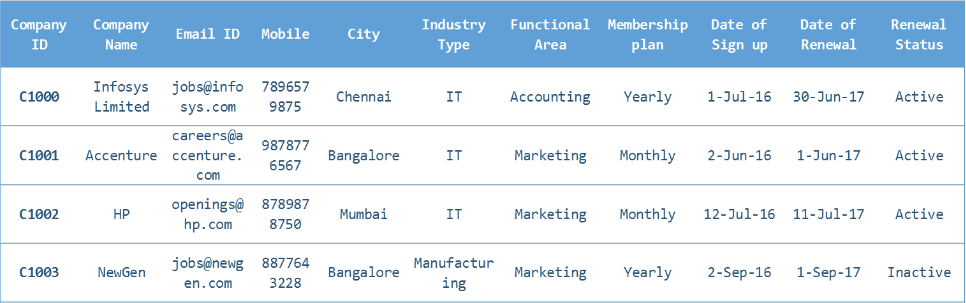 Company ID Company Name Email ID Mobile City Industry Type Functional Area Membership plan Date of Sign up Date of Renewal Renewal Status
C1000 Infosys Limited jobs@infosys.com 7896579875 Chennai IT Accounting Yearly 1-Jul-16 30-Jun-17 Active
C1001 Accenture careers@accenture.com 9878776567 Bangalore IT Marketing Monthly 2-Jun-16 1-Jun-17 Active
C1002 HP openings@hp.com 8789878750 Mumbai IT Marketing Monthly 12-Jul-16 11-Jul-17 Active
C1003 NewGen jobs@newgen.com 8877643228 Bangalore Manufacturing Marketing Yearly 2-Sep-16 1-Sep-17 Inactive